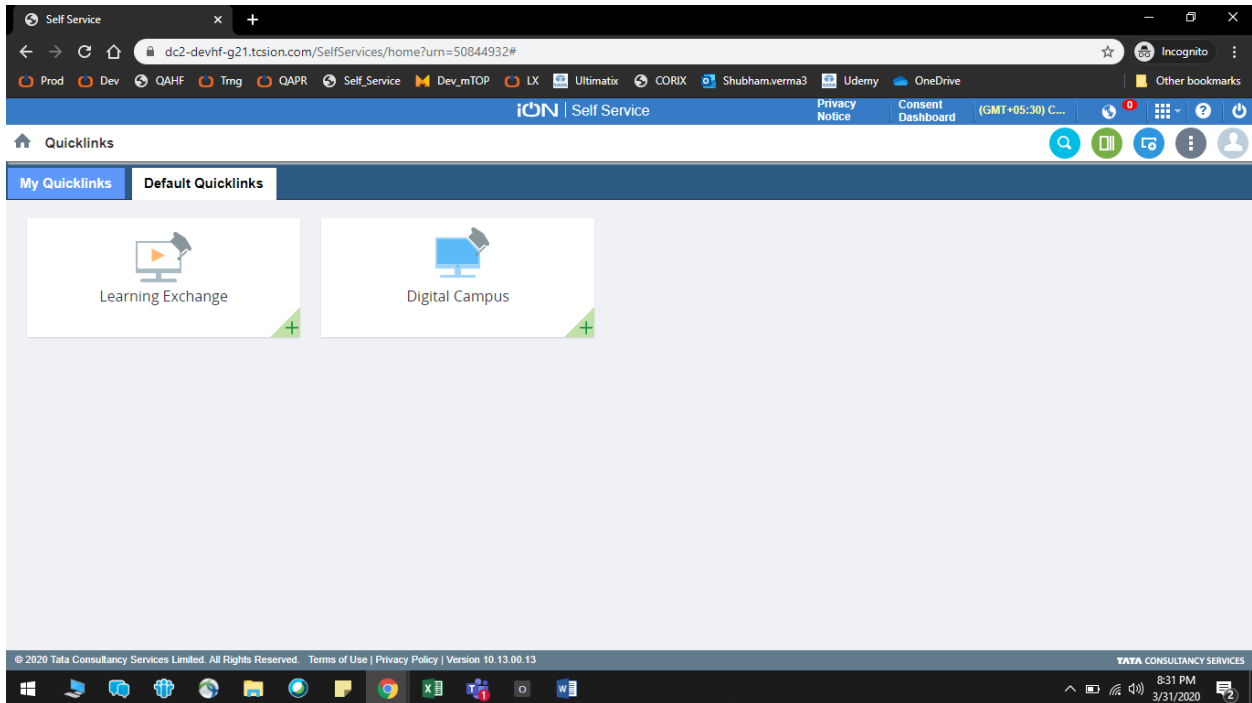 Self Service
dc2-devhf-g21.tcsion.com/SelfServices/home?urn=50844932#
Incognito
Prod Dev QAHF Trng QAPR Self_Service Dev_mTOP LX Ultimatix CORIX Shubham.verma3 Udemy OneDrive Other bookmarks
iON | Self Service
Privacy Notice
Consent Dashboard
(GMT+05:30) C...
0
Quicklinks
My Quicklinks Default Quicklinks
Learning Exchange
Digital Campus
© 2020 Tata Consultancy Services Limited. All Rights Reserved. Terms of Use | Privacy Policy | Version 10.13.00.13
TATA CONSULTANCY SERVICES
8:31 PM
3/31/2020